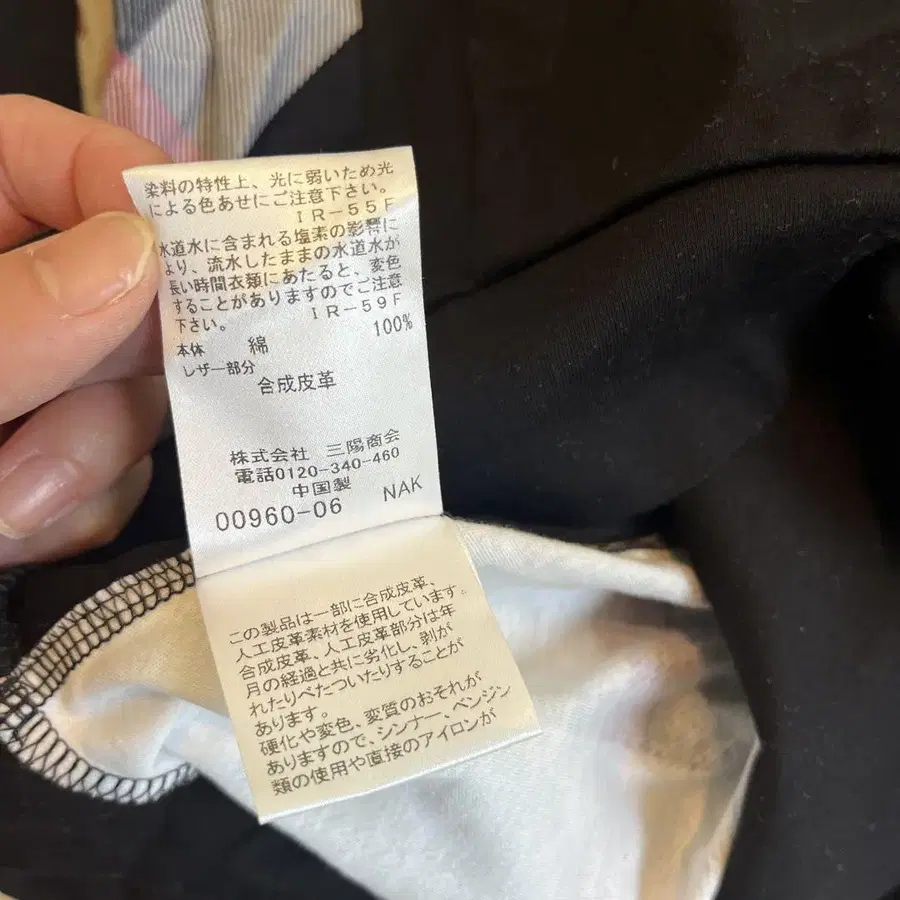 染料の特性上、光に弱いため光
による色あせにご注意下さい。
IR-55F
水道水に含まれる塩素の影響に
より、流水したままの水道水が
長い時間衣類にあたると、変色
することがありますのでご注意
下さい。 IR-59F
本体 綿 100%
レザー部分
合成皮革
株式会社 三陽商会
電話0120-340-460
中国製
00960-06 NAK
この製品は一部に合成皮革、
人工皮革素材を使用しています。
合成皮革、人工皮革部分は年
月の経過と共に劣化し、剥が
れたりべたついたりすることが
あります。
硬化や変色、変質のおそれが
ありますので、シンナー、ベンジン
類の使用や直接のアイロンが